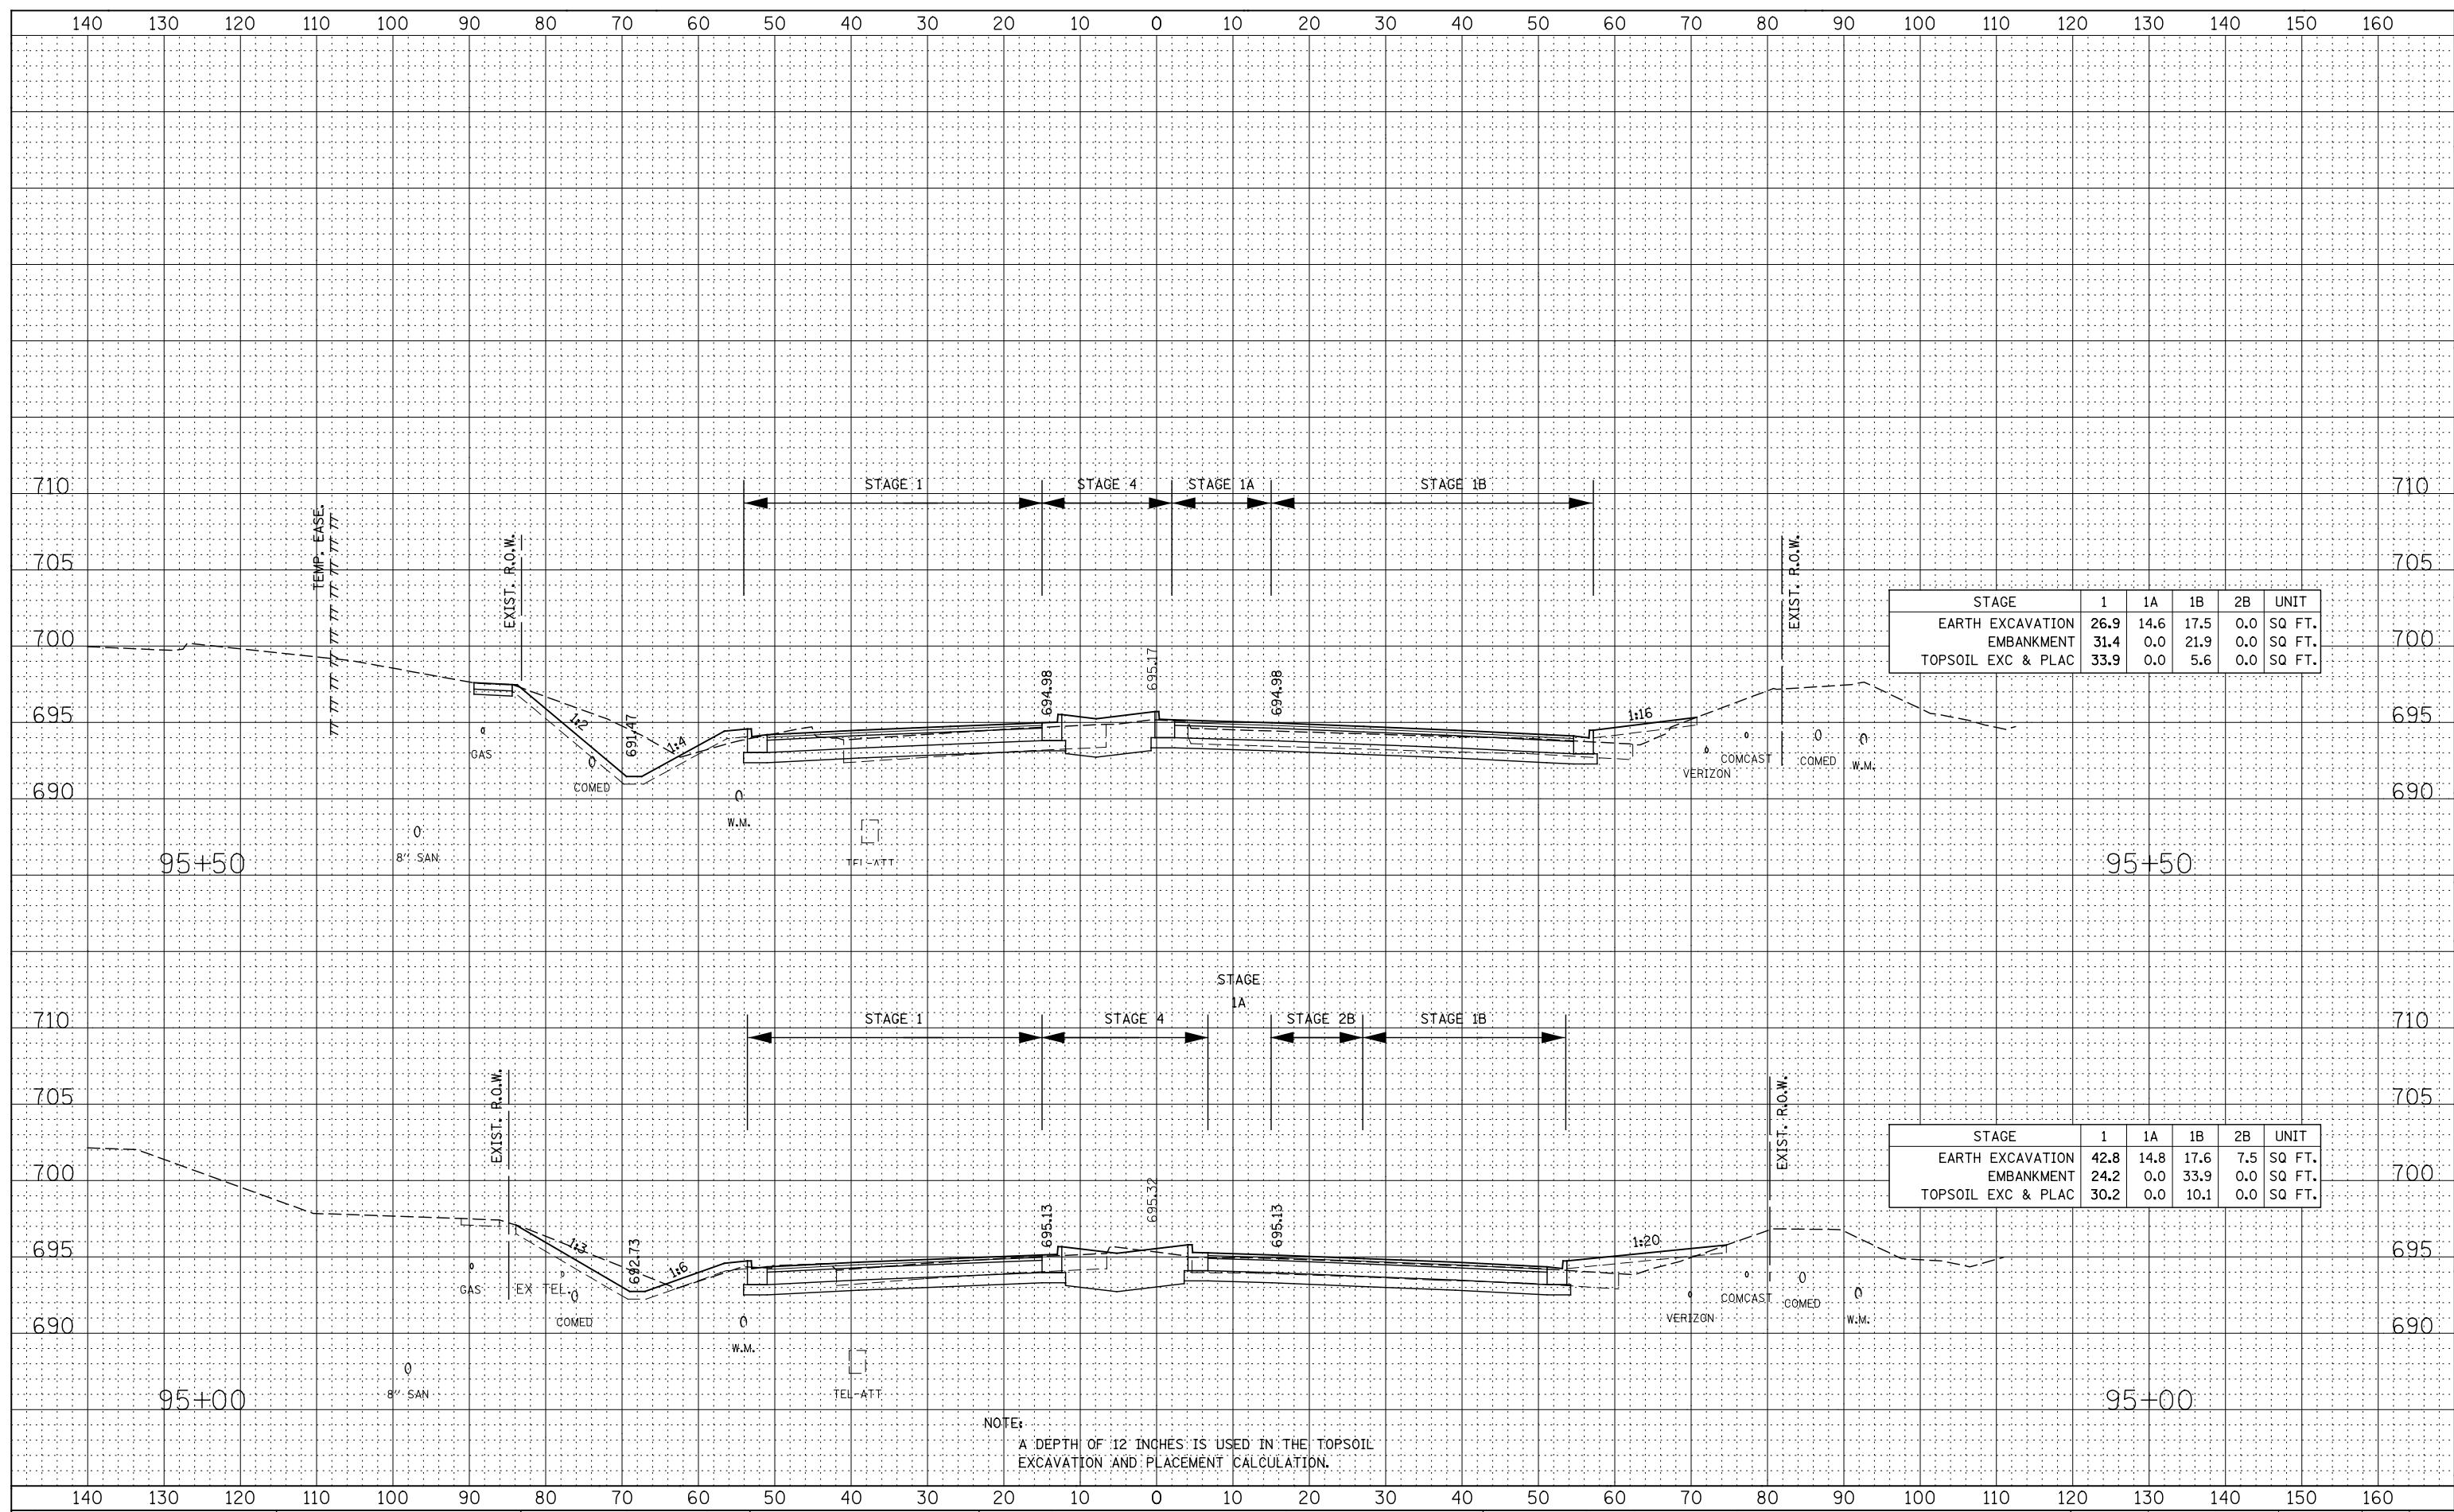 140 130 120 110 100 90 80 70 60 50 40 30 20 10 0 10 20 30 40 50 60 70 80 90 100 110 120 130 140 150 160
710 STAGE 1 STAGE 4 STAGE 1A STAGE 1B 710
TEMP. EASE.
EXIST. R.O.W.
EXIST. R.O.W.
705 705
STAGE 1 1A 1B 2B UNIT
EARTH EXCAVATION 26.9 14.6 17.5 0.0 SQ FT.
EMBANKMENT 31.4 0.0 21.9 0.0 SQ FT.
TOPSOIL EXC & PLAC 33.9 0.0 5.6 0.0 SQ FT.
700 700
694.98 695.17 694.98
695 1:2 691.47 1:4 1:16 695
GAS COMED VERIZON COMCAST COMED W.M.
690 690
W.M.
8" SAN TEL-ATT
95+50 95+50
STAGE
1A
710 STAGE 1 STAGE 4 STAGE 2B STAGE 1B 710
EXIST. R.O.W.
EXIST. R.O.W.
705 705
STAGE 1 1A 1B 2B UNIT
EARTH EXCAVATION 42.8 14.8 17.6 7.5 SQ FT.
EMBANKMENT 24.2 0.0 33.9 0.0 SQ FT.
TOPSOIL EXC & PLAC 30.2 0.0 10.1 0.0 SQ FT.
700 700
695.13 695.32 695.13
695 1:3 692.73 1:6 1:20 695
GAS EX TEL. COMED VERIZON COMCAST COMED W.M.
690 690
W.M.
8" SAN TEL-ATT
95+00 95+00
NOTE:
A DEPTH OF 12 INCHES IS USED IN THE TOPSOIL
EXCAVATION AND PLACEMENT CALCULATION.
140 130 120 110 100 90 80 70 60 50 40 30 20 10 0 10 20 30 40 50 60 70 80 90 100 110 120 130 140 150 160